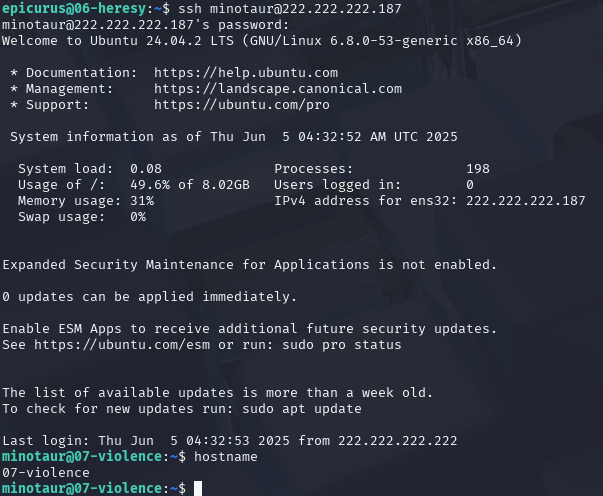 epicurus@06-heresy:~$ ssh minotaur@222.222.222.187
minotaur@222.222.222.187's password:
Welcome to Ubuntu 24.04.2 LTS (GNU/Linux 6.8.0-53-generic x86_64)

 * Documentation:  https://help.ubuntu.com
 * Management:     https://landscape.canonical.com
 * Support:        https://ubuntu.com/pro

 System information as of Thu Jun  5 04:32:52 AM UTC 2025

  System load:  0.08              Processes:              198
  Usage of /:   49.6% of 8.02GB   Users logged in:        0
  Memory usage: 31%               IPv4 address for ens32: 222.222.222.187
  Swap usage:   0%


Expanded Security Maintenance for Applications is not enabled.

0 updates can be applied immediately.

Enable ESM Apps to receive additional future security updates.
See https://ubuntu.com/esm or run: sudo pro status


The list of available updates is more than a week old.
To check for new updates run: sudo apt update

Last login: Thu Jun  5 04:32:53 2025 from 222.222.222.222
minotaur@07-violence:~$ hostname
07-violence
minotaur@07-violence:~$